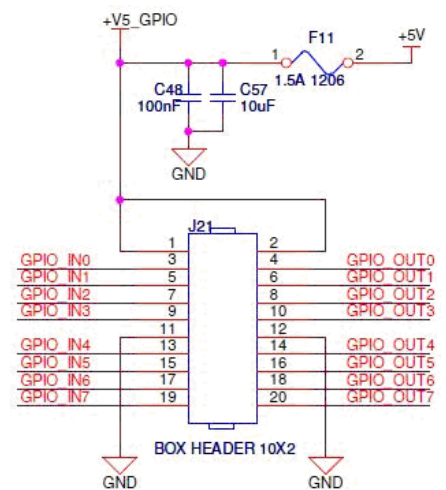 +V5_GPIO
F11
+5V
1
2
1.5A 1206
C48
100nF
C57
10uF
GND
J21
1 2
GPIO_IN0 3 4 GPIO_OUT0
GPIO_IN1 5 6 GPIO_OUT1
GPIO_IN2 7 8 GPIO_OUT2
GPIO_IN3 9 10 GPIO_OUT3
11 12
GPIO_IN4 13 14 GPIO_OUT4
GPIO_IN5 15 16 GPIO_OUT5
GPIO_IN6 17 18 GPIO_OUT6
GPIO_IN7 19 20 GPIO_OUT7
BOX HEADER 10X2
GND GND